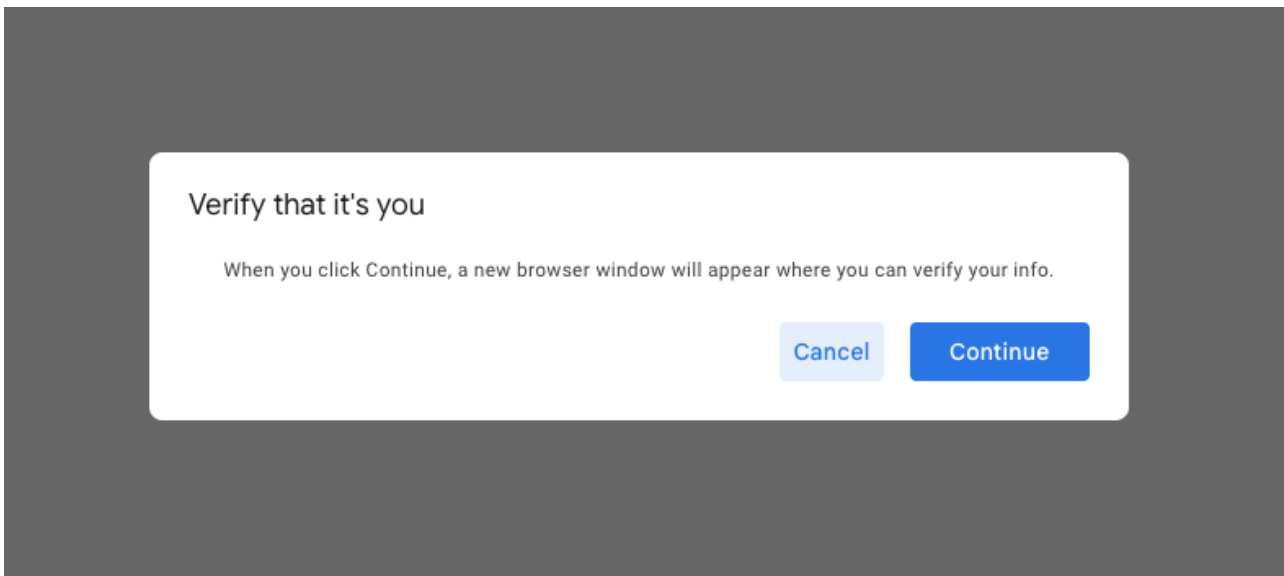 Verify that it's you
When you click Continue, a new browser window will appear where you can verify your info.
Cancel
Continue